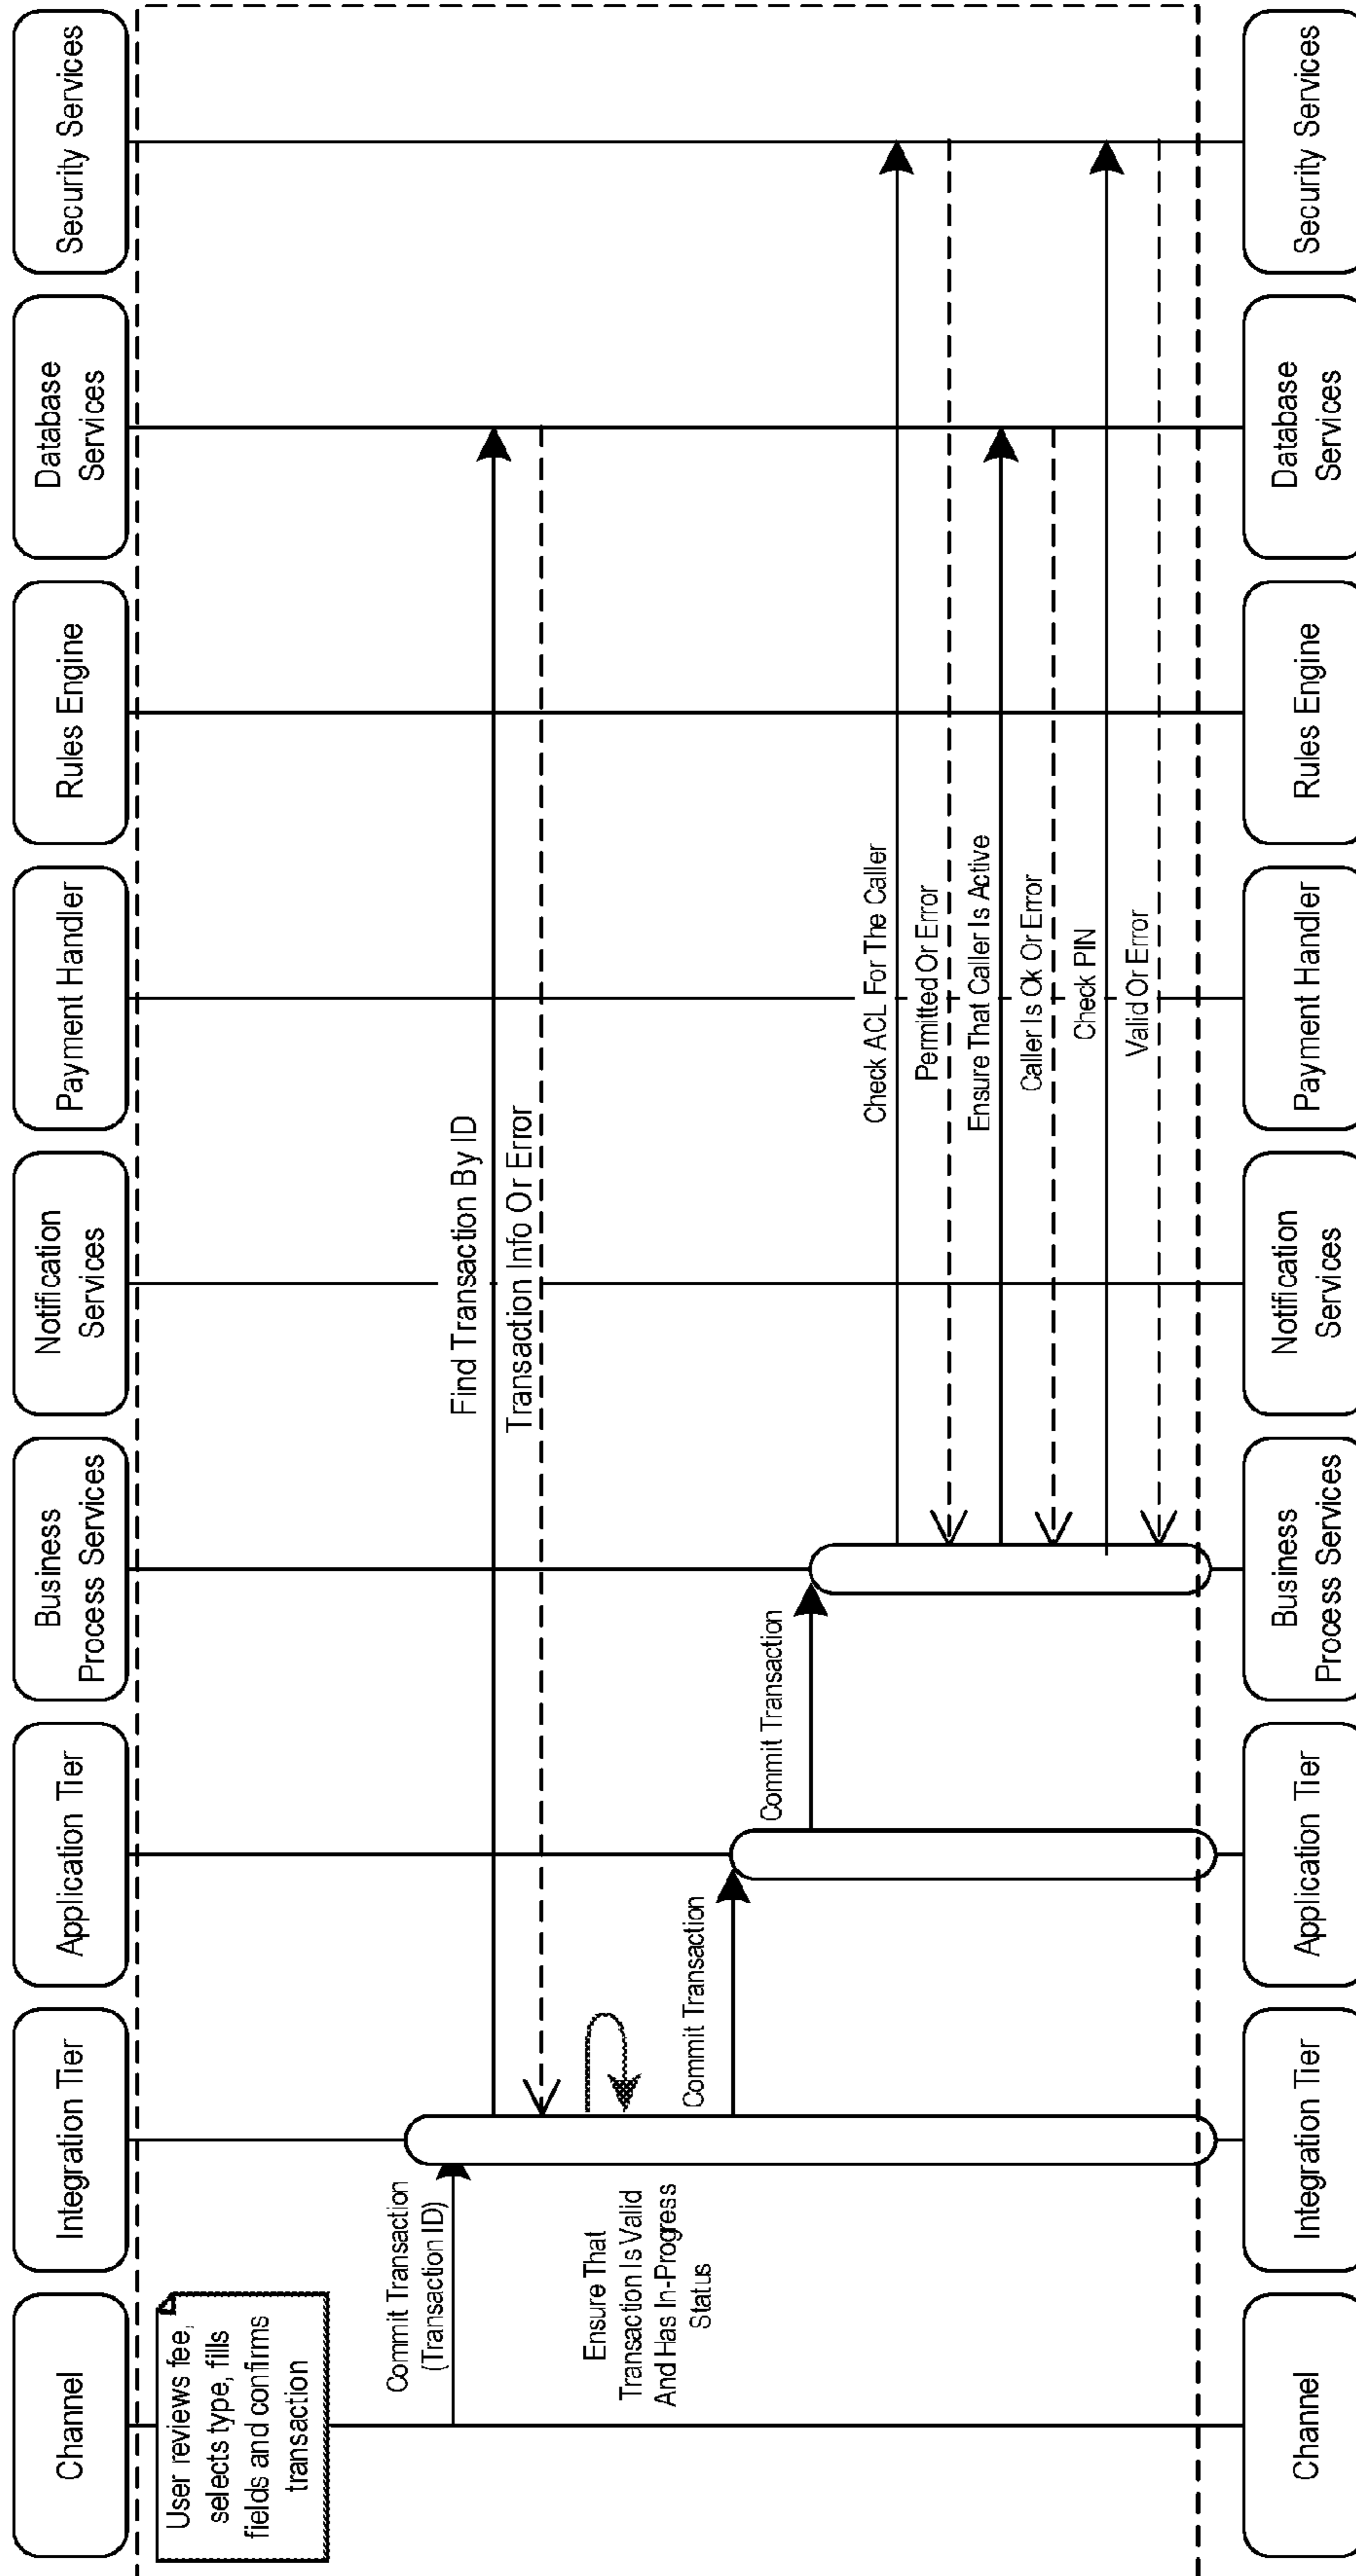 Channel
Integration Tier
Application Tier
Business
Process Services
Notification
Services
Payment Handler
Rules Engine
Database
Services
Security Services
User reviews fee,
selects type, fills
fields and confirms
transaction
Commit Transaction
(Transaction ID)
Find Transaction By ID
Transaction Info Or Error
Ensure That
Transaction Is Valid
And Has In-Progress
Status
Commit Transaction
Commit Transaction
Check ACL For The Caller
Permitted Or Error
Ensure That Caller Is Active
Caller Is Ok Or Error
Check PIN
Valid Or Error
Channel
Integration Tier
Application Tier
Business
Process Services
Notification
Services
Payment Handler
Rules Engine
Database
Services
Security Services